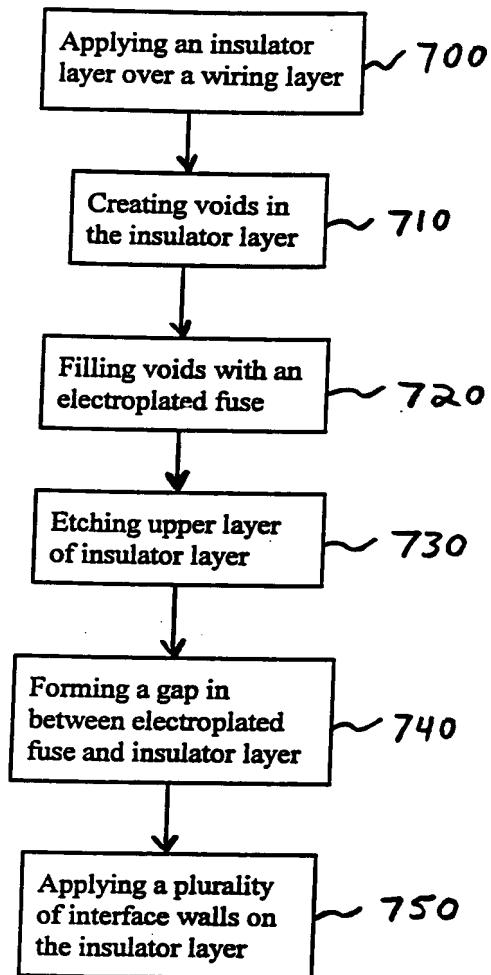 Applying an insulator
layer over a wiring layer
700
Creating voids in
the insulator layer
710
Filling voids with an
electroplated fuse
720
Etching upper layer
of insulator layer
730
Forming a gap in
between electroplated
fuse and insulator layer
740
Applying a plurality
of interface walls on
the insulator layer
750